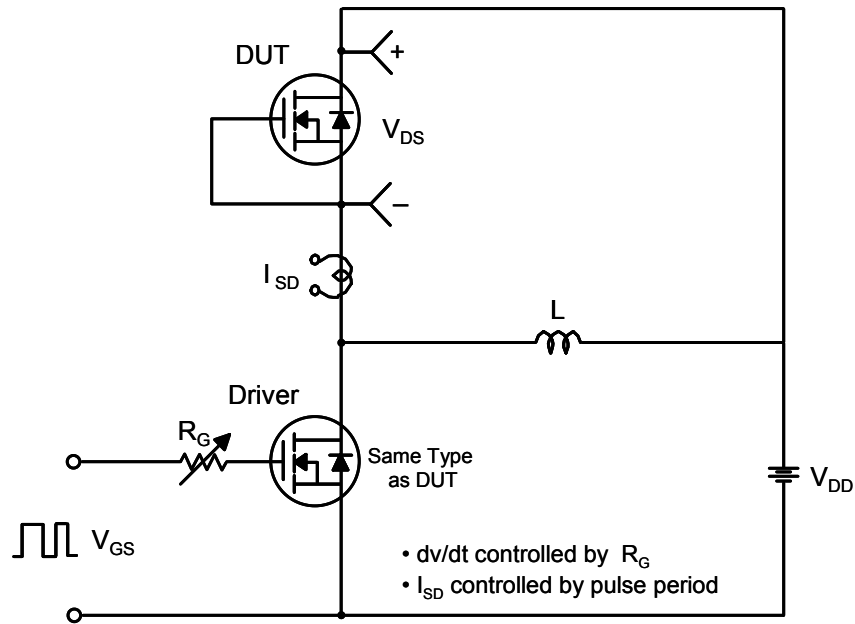 DUT
+
VDS
−
ISD
L
Driver
RG
Same Type
as DUT
VDD
VGS
• dv/dt controlled by RG
• ISD controlled by pulse period